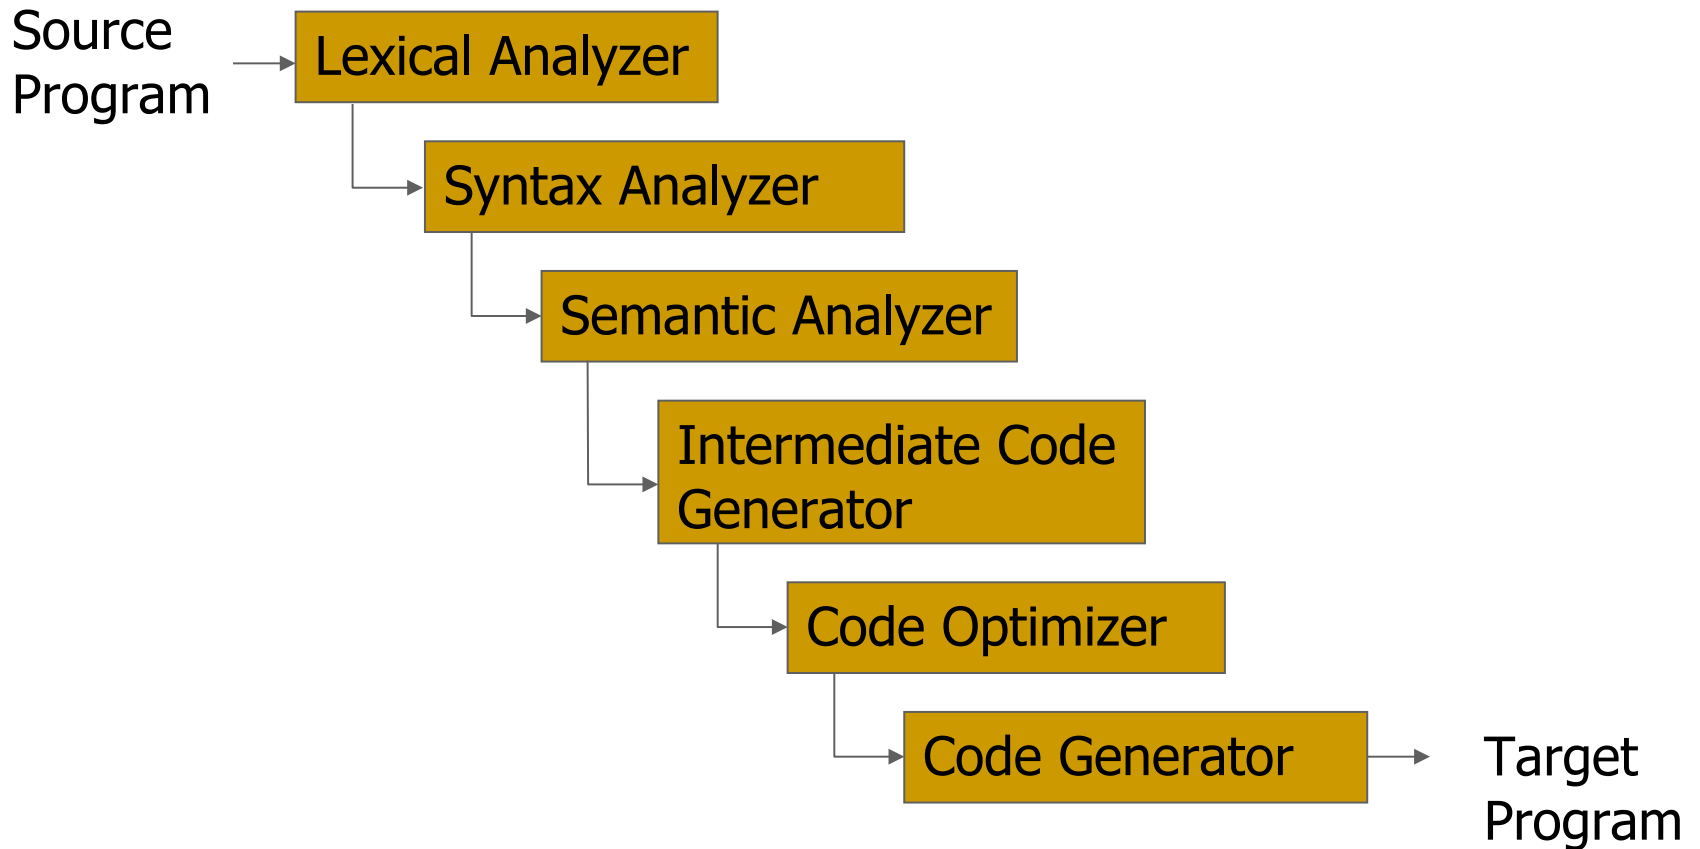 Source
Program
Lexical Analyzer
Syntax Analyzer
Semantic Analyzer
Intermediate Code
Generator
Code Optimizer
Code Generator
Target
Program